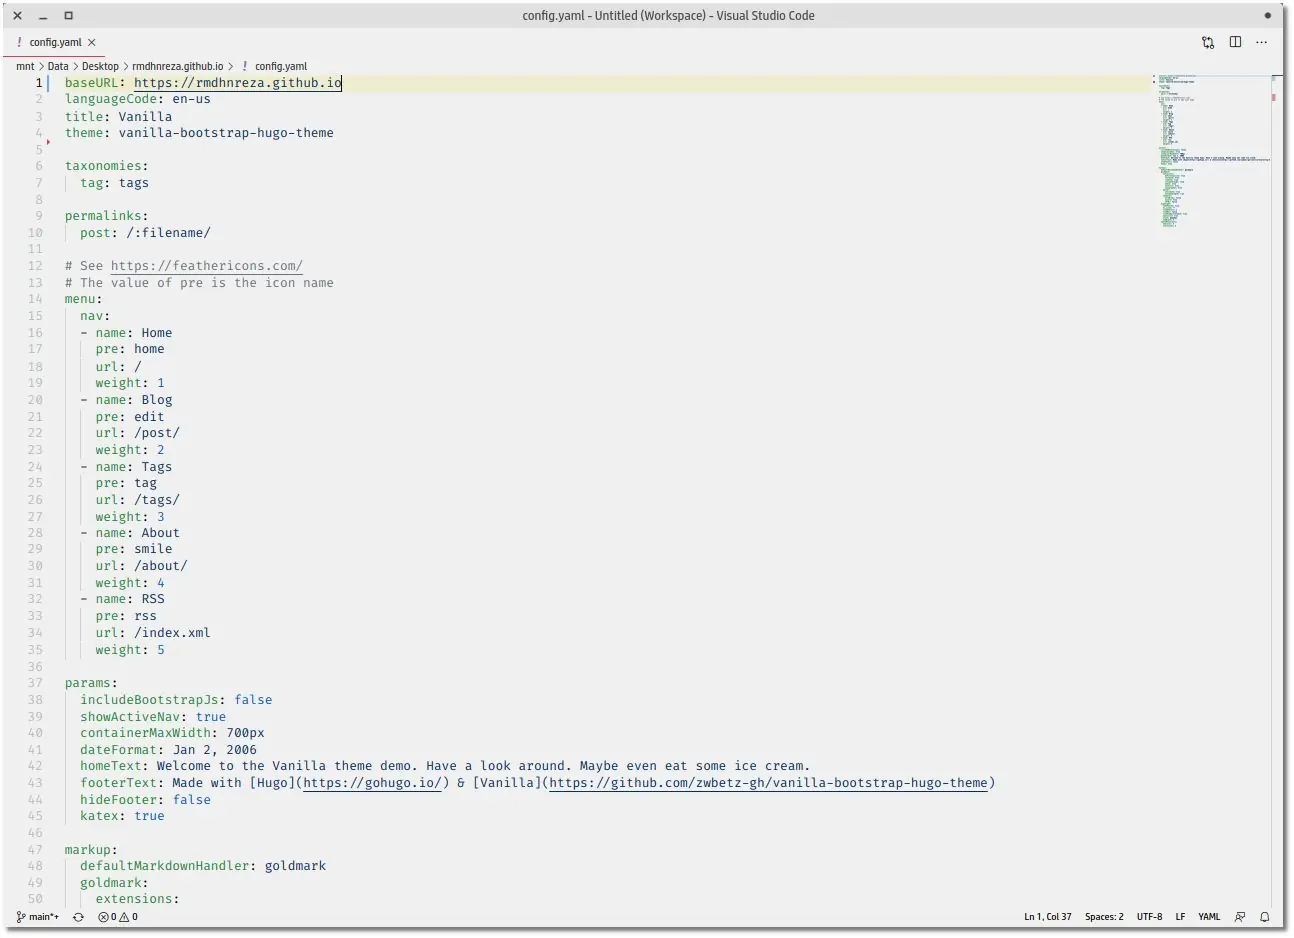 config.yaml - Untitled (Workspace) - Visual Studio Code
! config.yaml
mnt > Data > Desktop > rmdhnreza.github.io > ! config.yaml
1 baseURL: https://rmdhnreza.github.io
2 languageCode: en-us
3 title: Vanilla
4 theme: vanilla-bootstrap-hugo-theme
5
6 taxonomies:
7   tag: tags
8
9 permalinks:
10   post: /:filename/
11
12 # See https://feathericons.com/
13 # The value of pre is the icon name
14 menu:
15   nav:
16   - name: Home
17     pre: home
18     url: /
19     weight: 1
20   - name: Blog
21     pre: edit
22     url: /post/
23     weight: 2
24   - name: Tags
25     pre: tag
26     url: /tags/
27     weight: 3
28   - name: About
29     pre: smile
30     url: /about/
31     weight: 4
32   - name: RSS
33     pre: rss
34     url: /index.xml
35     weight: 5
36
37 params:
38   includeBootstrapJs: false
39   showActiveNav: true
40   containerMaxWidth: 700px
41   dateFormat: Jan 2, 2006
42   homeText: Welcome to the Vanilla theme demo. Have a look around. Maybe even eat some ice cream.
43   footerText: Made with [Hugo](https://gohugo.io/) & [Vanilla](https://github.com/zwbetz-gh/vanilla-bootstrap-hugo-theme)
44   hideFooter: false
45   katex: true
46
47 markup:
48   defaultMarkdownHandler: goldmark
49   goldmark:
50     extensions:
main*+ 0 0 Ln 1, Col 37 Spaces: 2 UTF-8 LF YAML